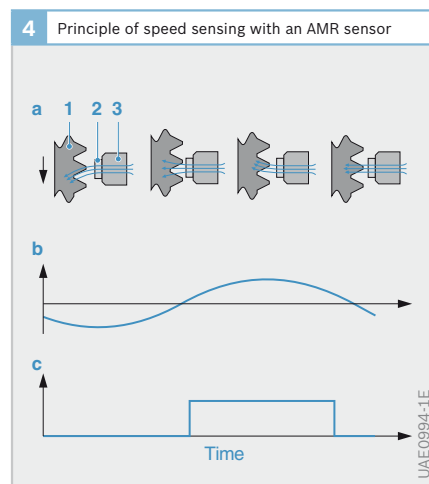 4 Principle of speed sensing with an AMR sensor
a 1 2 3
b
c
Time
UAE0994-1E